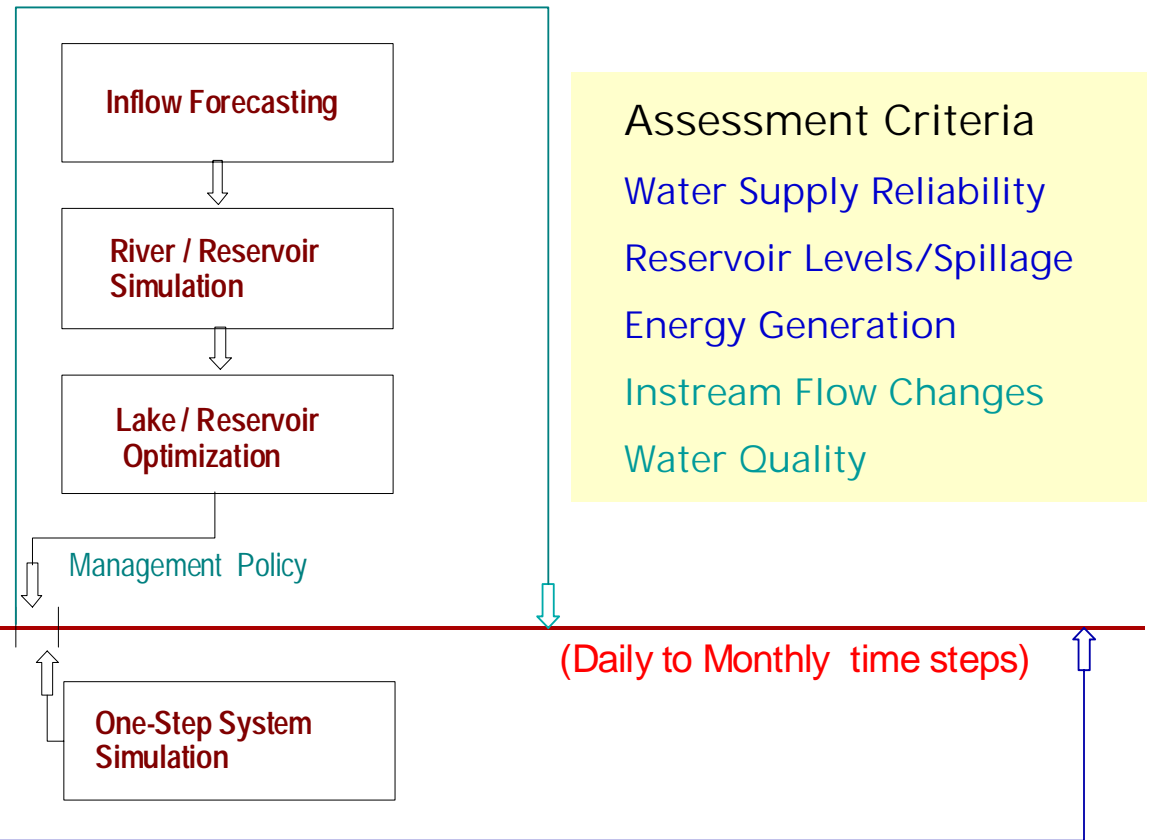 Inflow Forecasting
River / Reservoir
Simulation
Lake / Reservoir
Optimization
Management Policy
Assessment Criteria
Water Supply Reliability
Reservoir Levels/Spillage
Energy Generation
Instream Flow Changes
Water Quality
(Daily to Monthly time steps)
One-Step System
Simulation